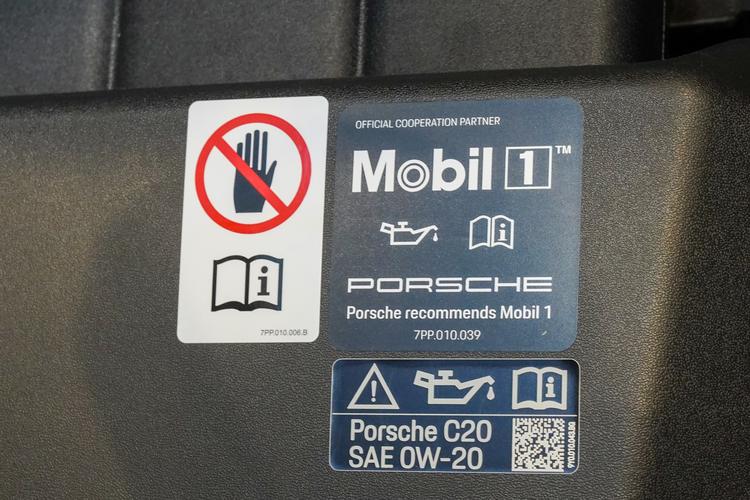 7PP.010.006.B
OFFICIAL COOPERATION PARTNER
Mobil 1™
PORSCHE
Porsche recommends Mobil 1
7PP.010.039
Porsche C20
SAE 0W-20